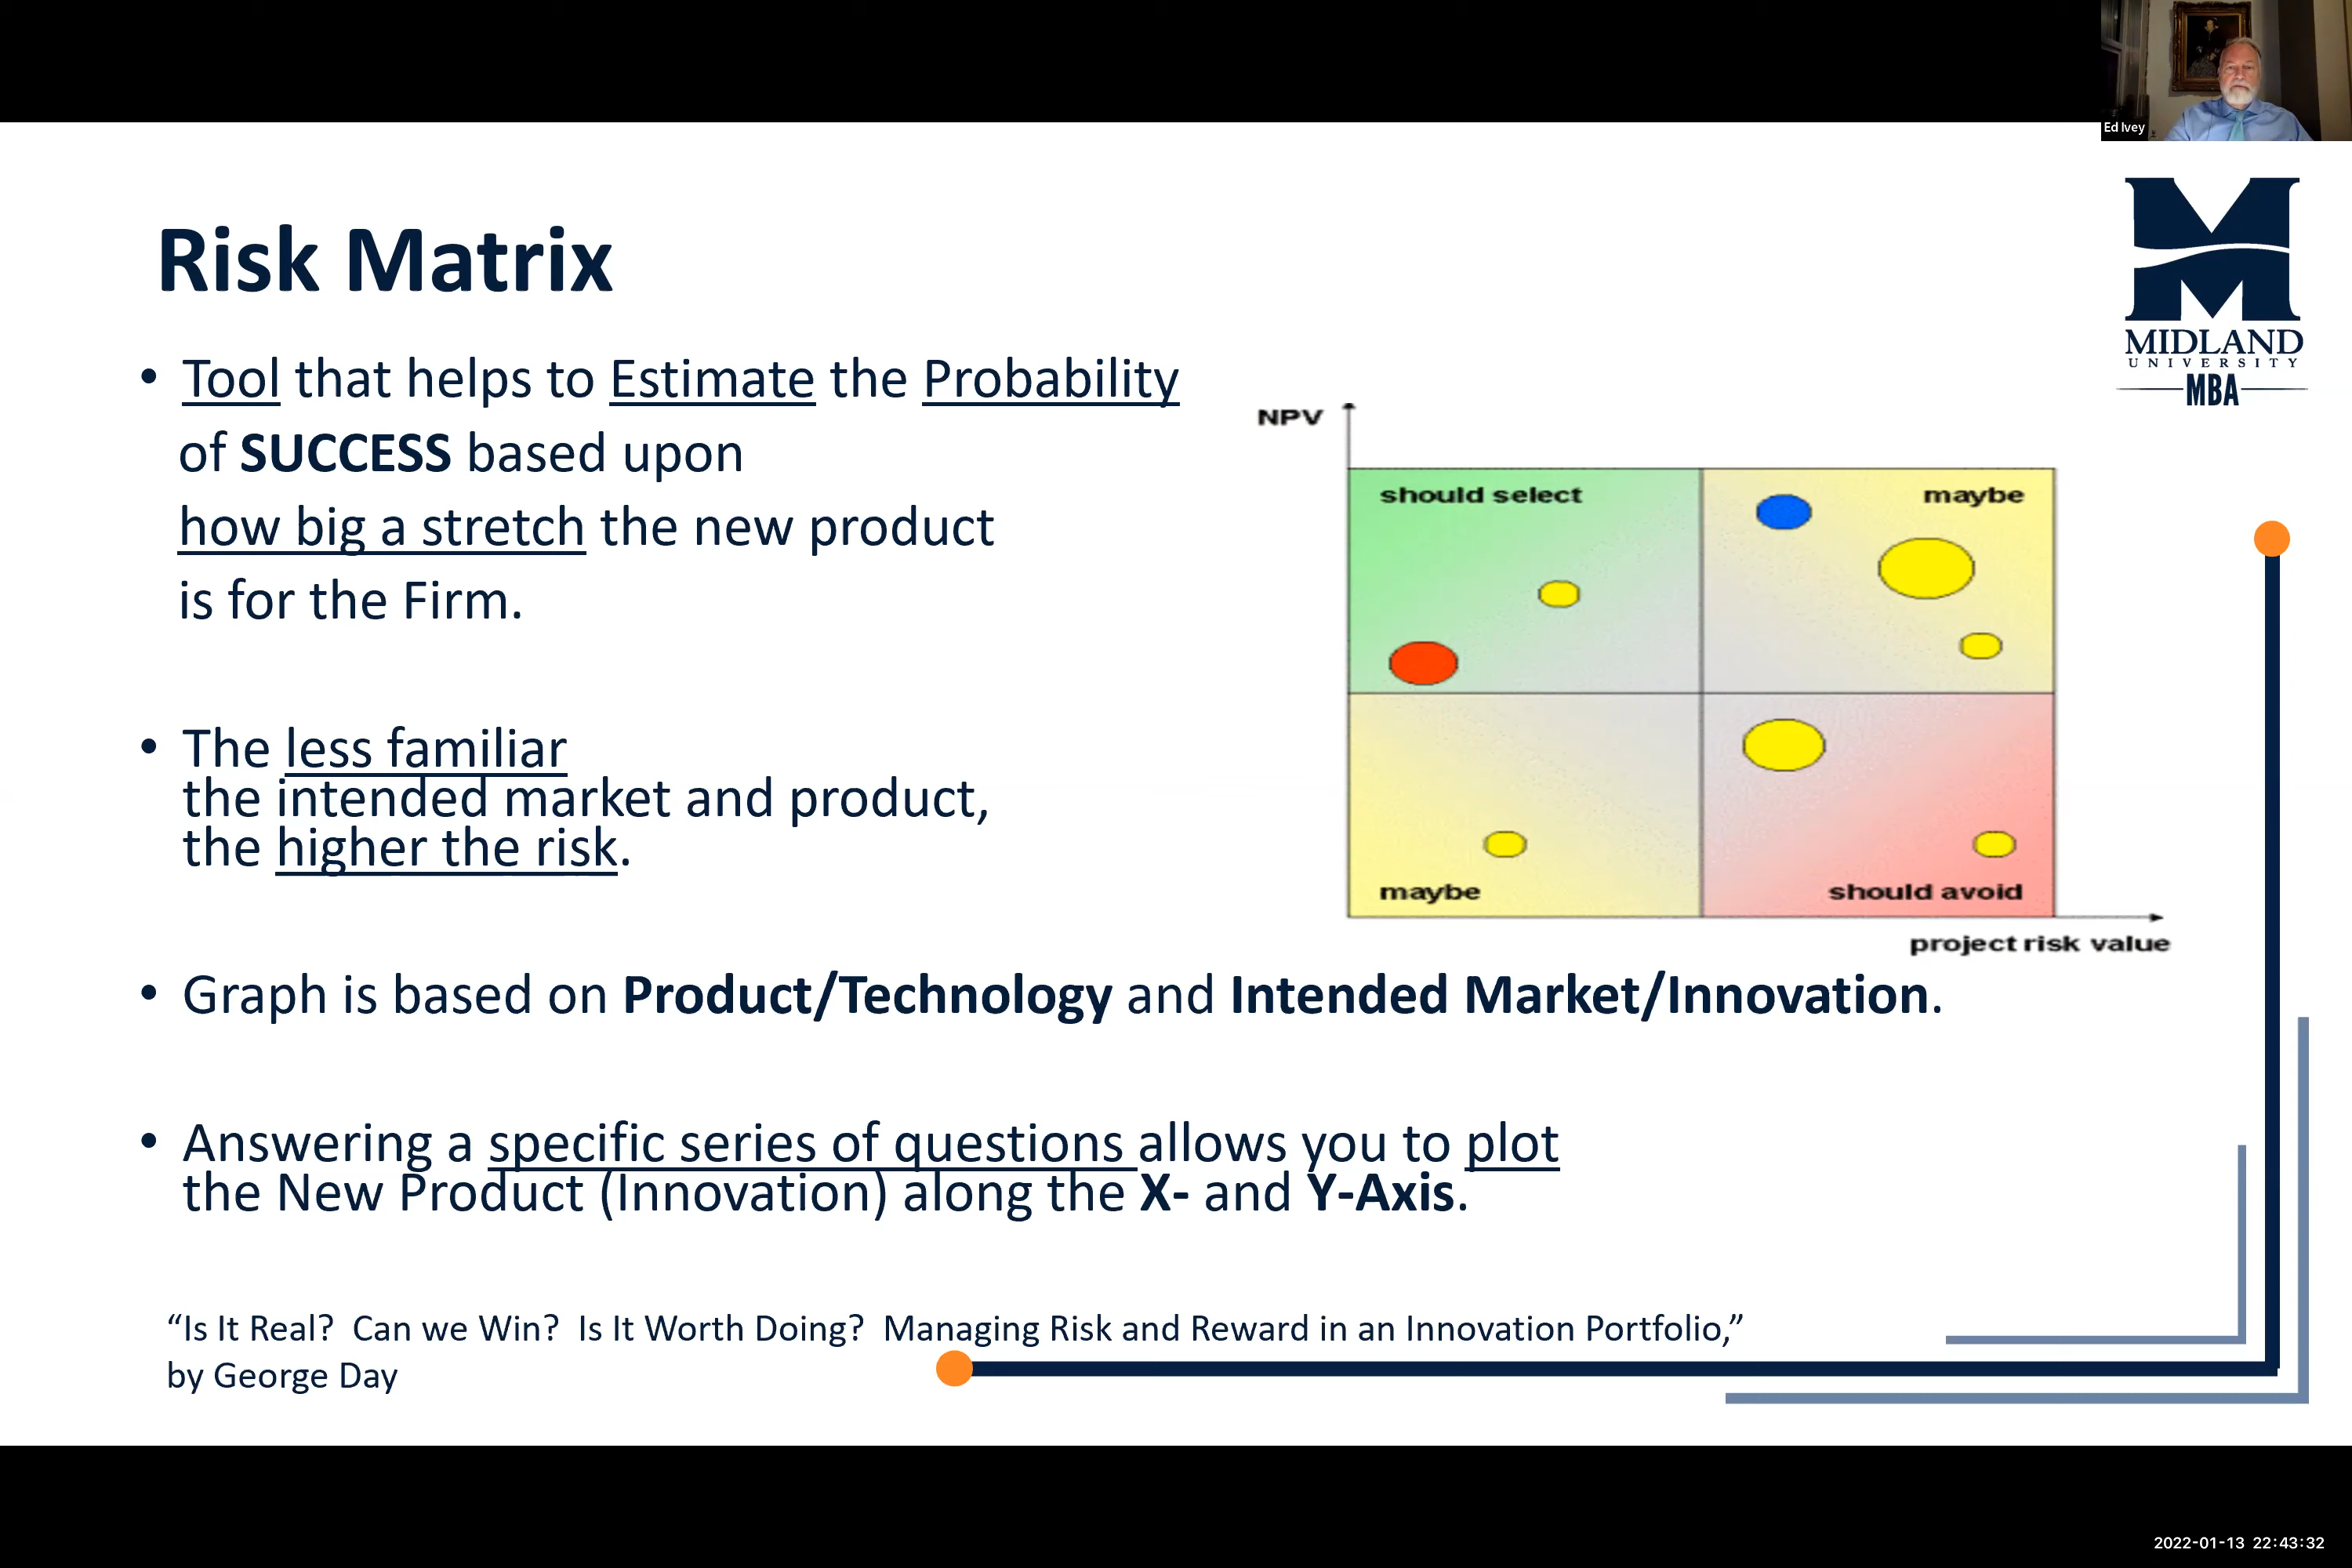 Ed Ivey
Risk Matrix
MIDLAND
UNIVERSITY
MBA
• Tool that helps to Estimate the Probability
of SUCCESS based upon
how big a stretch the new product
is for the Firm.
• The less familiar
the intended market and product,
the higher the risk.
NPV
should select
maybe
maybe
should avoid
project risk value
• Graph is based on Product/Technology and Intended Market/Innovation.
• Answering a specific series of questions allows you to plot
the New Product (Innovation) along the X- and Y-Axis.
“Is It Real?  Can we Win?  Is It Worth Doing?  Managing Risk and Reward in an Innovation Portfolio,”
by George Day
2022-01-13 22:43:32